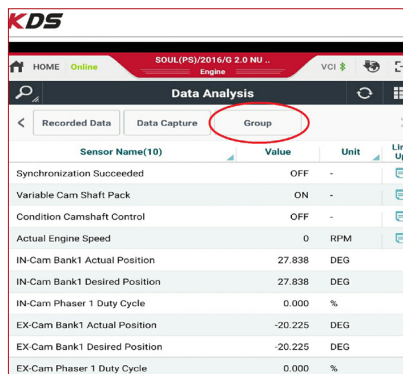 KDS
HOME Online SOUL(PS)/2016/G 2.0 NU .. VCI
Engine
Data Analysis
< Recorded Data Data Capture Group
Sensor Name(10) Value Unit
Synchronization Succeeded OFF -
Variable Cam Shaft Pack ON -
Condition Camshaft Control OFF -
Actual Engine Speed 0 RPM
IN-Cam Bank1 Actual Position 27.838 DEG
IN-Cam Bank1 Desired Position 27.838 DEG
IN-Cam Phaser 1 Duty Cycle 0.000 %
EX-Cam Bank1 Actual Position -20.225 DEG
EX-Cam Bank1 Desired Position -20.225 DEG
EX-Cam Phaser 1 Duty Cycle 0.000 %